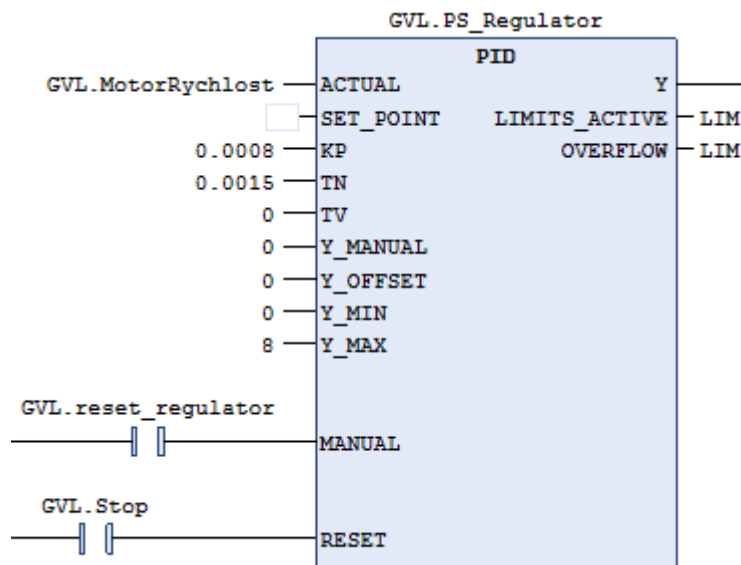 GVL.PS_Regulator
PID
GVL.MotorRychlost ACTUAL Y
SET_POINT LIMITS_ACTIVE LIM
0.0008 KP OVERFLOW LIM
0.0015 TN
0 TV
0 Y_MANUAL
0 Y_OFFSET
0 Y_MIN
8 Y_MAX
GVL.reset_regulator
MANUAL
GVL.Stop
RESET